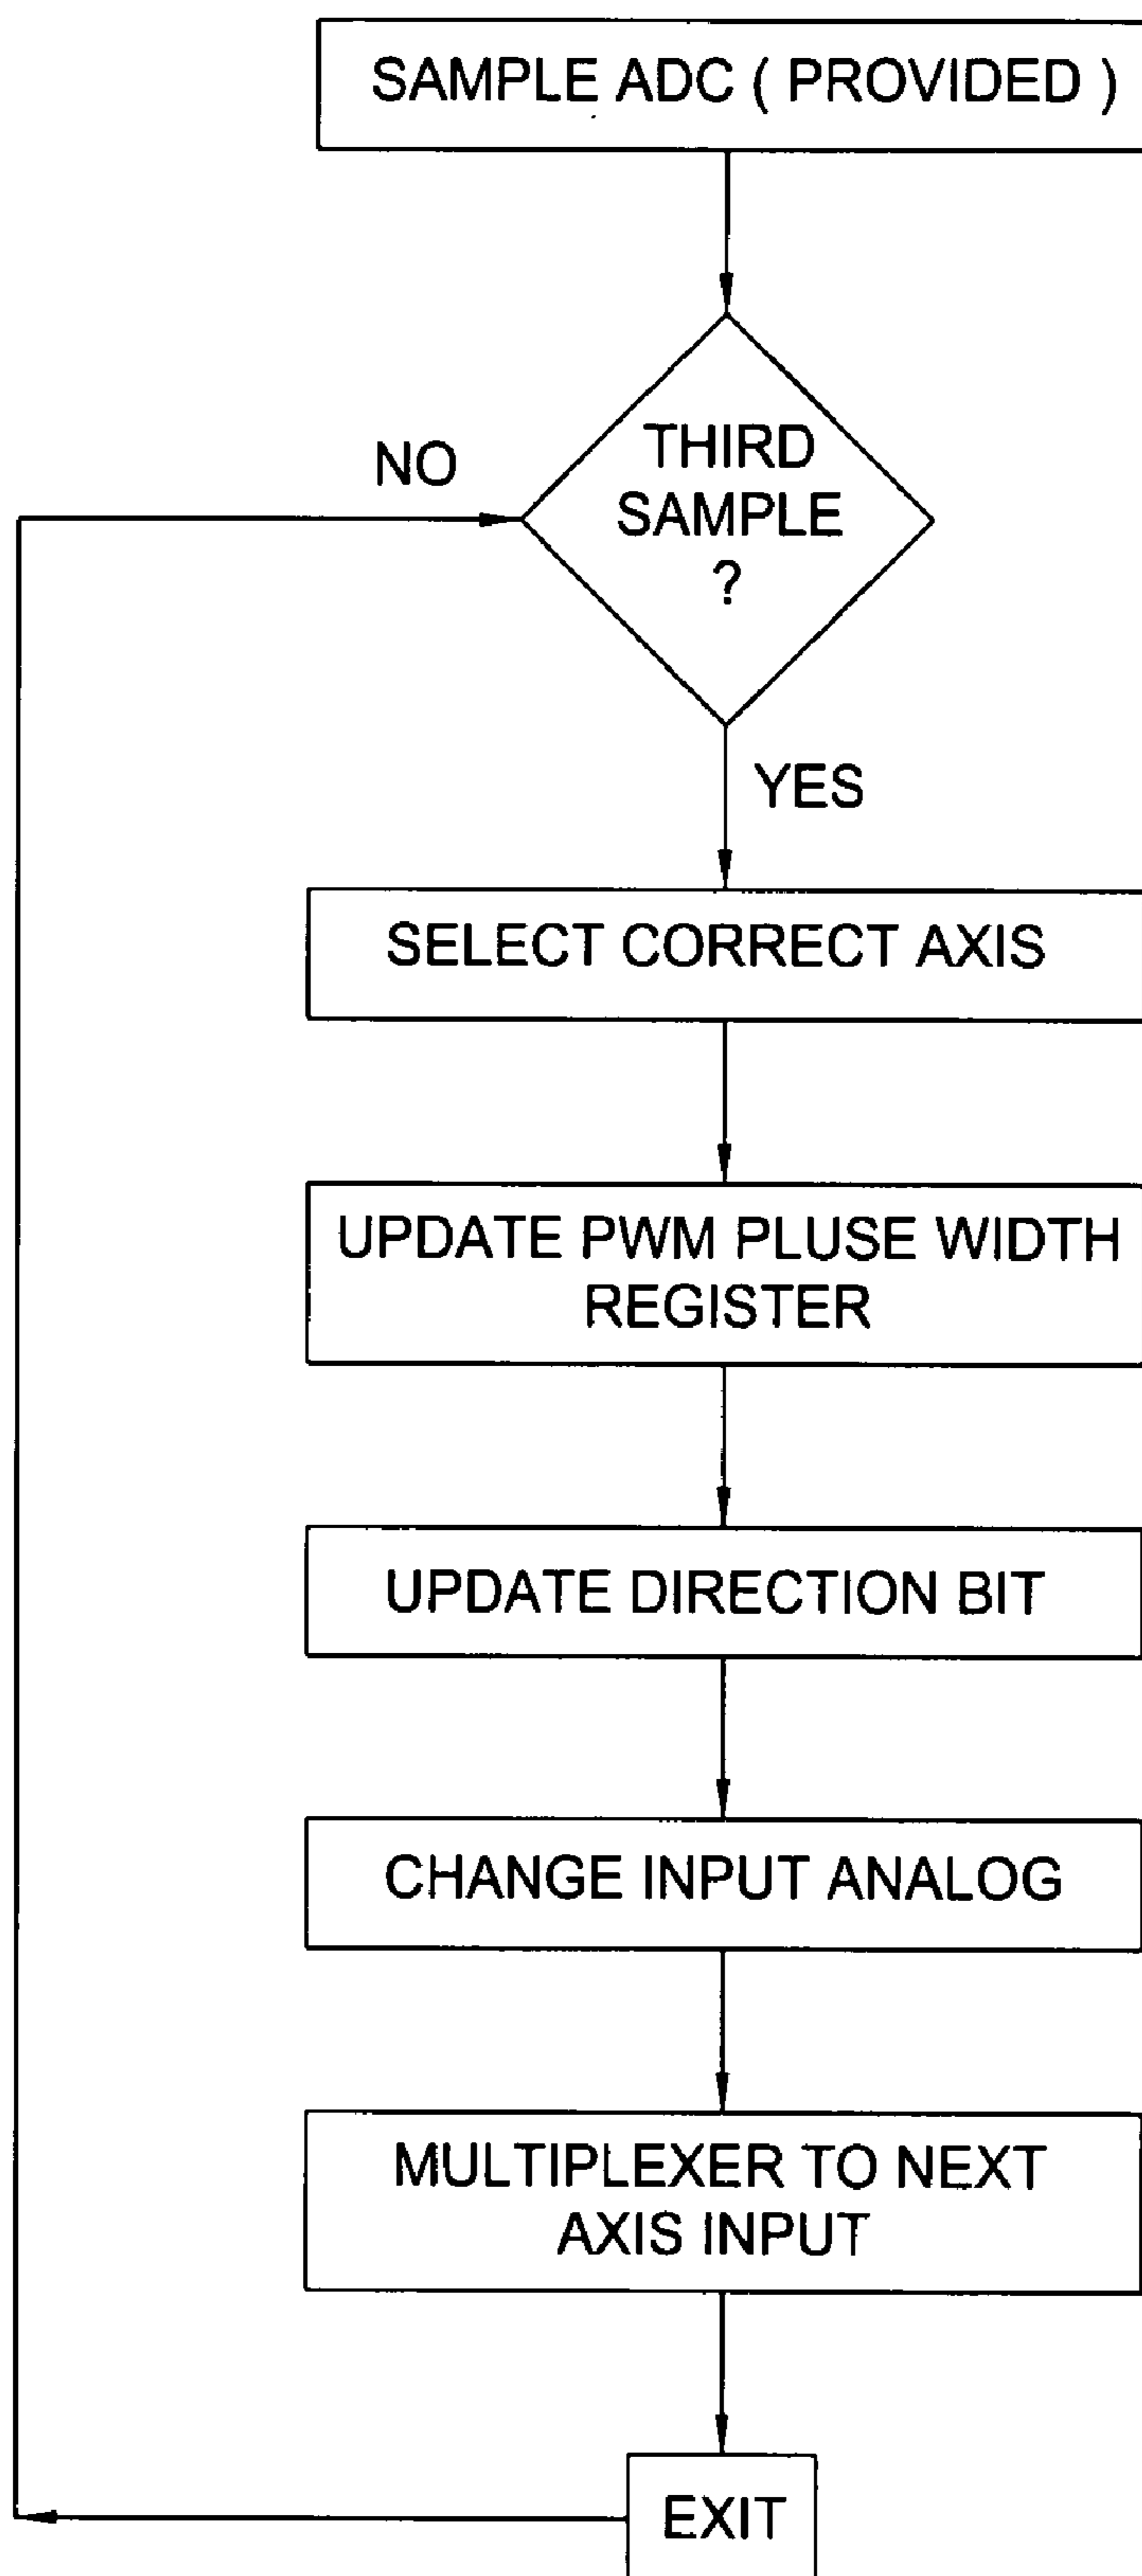 SAMPLE ADC ( PROVIDED )
THIRD
SAMPLE
?
NO
YES
SELECT CORRECT AXIS
UPDATE PWM PLUSE WIDTH
REGISTER
UPDATE DIRECTION BIT
CHANGE INPUT ANALOG
MULTIPLEXER TO NEXT
AXIS INPUT
EXIT